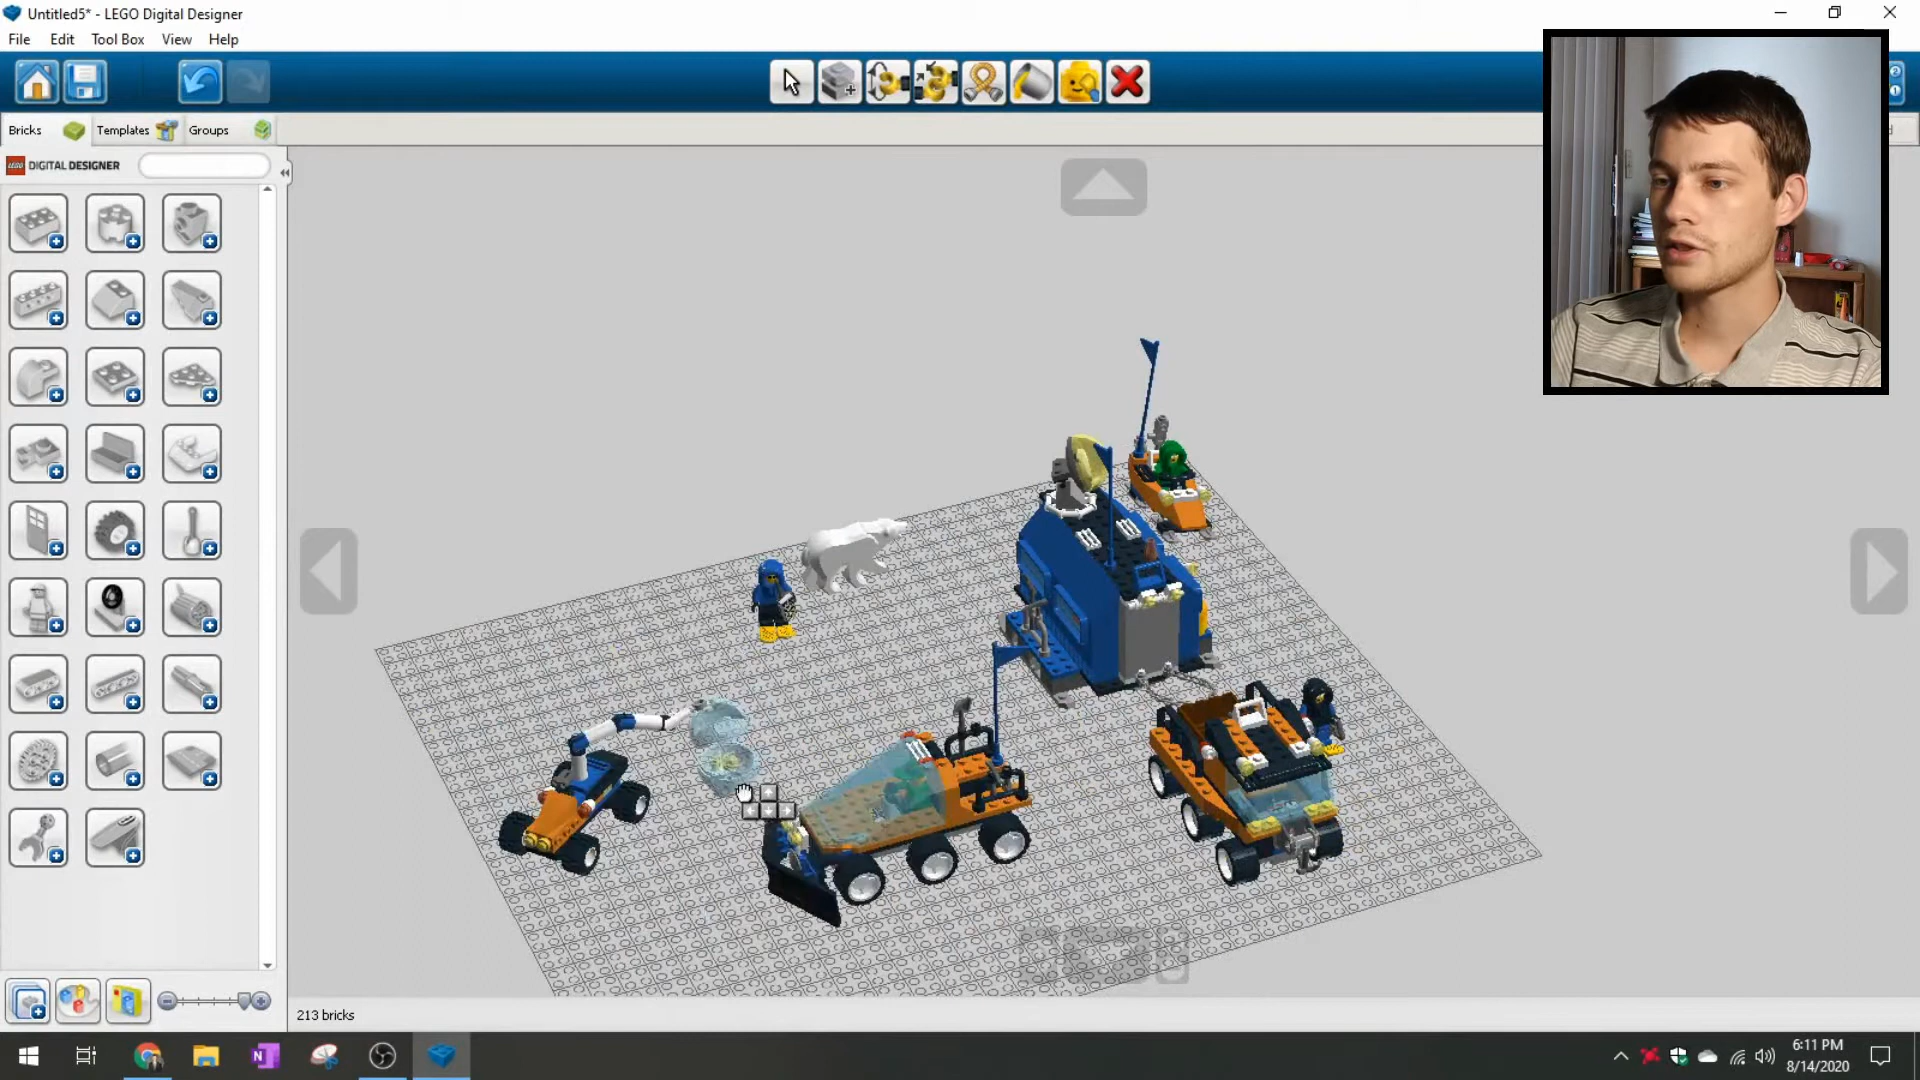 Untitled5* - LEGO Digital Designer
File Edit Tool Box View Help
Bricks Templates Groups
LEGO DIGITAL DESIGNER
213 bricks
6:11 PM
8/14/2020